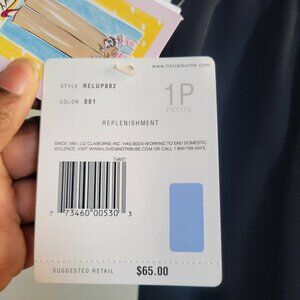 www.lizclaiborne.com
STYLE RELUP802
COLOR 001
1P
PETITE
REPLENISHMENT
SINCE 1991, LIZ CLAIBORNE INC. HAS BEEN WORKING TO END DOMESTIC
VIOLENCE. VISIT WWW.LOVEISNOTABUSE.COM OR CALL 1-800-799-SAFE.
74657
7 73460 00530 3
SUGGESTED RETAIL $65.00